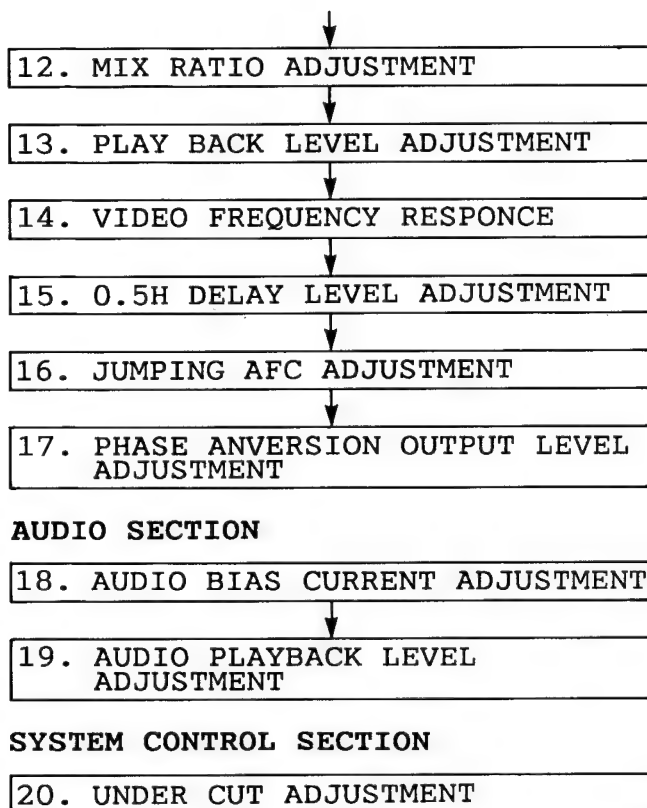 12. MIX RATIO ADJUSTMENT
13. PLAY BACK LEVEL ADJUSTMENT
14. VIDEO FREQUENCY RESPONCE
15. 0.5H DELAY LEVEL ADJUSTMENT
16. JUMPING AFC ADJUSTMENT
17. PHASE ANVERSION OUTPUT LEVEL
ADJUSTMENT
AUDIO SECTION
18. AUDIO BIAS CURRENT ADJUSTMENT
19. AUDIO PLAYBACK LEVEL
ADJUSTMENT
SYSTEM CONTROL SECTION
20. UNDER CUT ADJUSTMENT